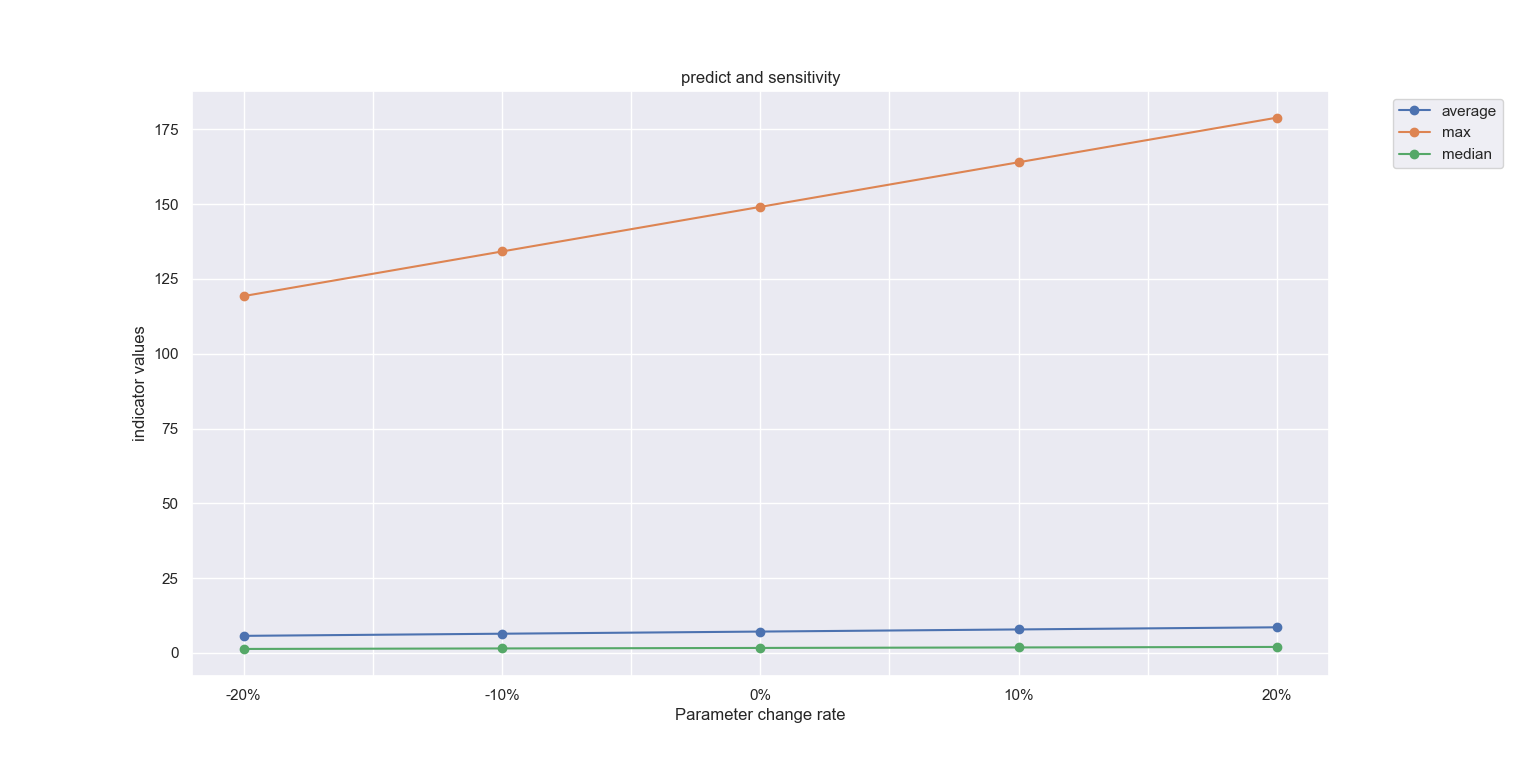 predict and sensitivity
average
max
median
175
150
125
100
75
50
25
0
indicator values
-20%
-10%
0%
10%
20%
Parameter change rate